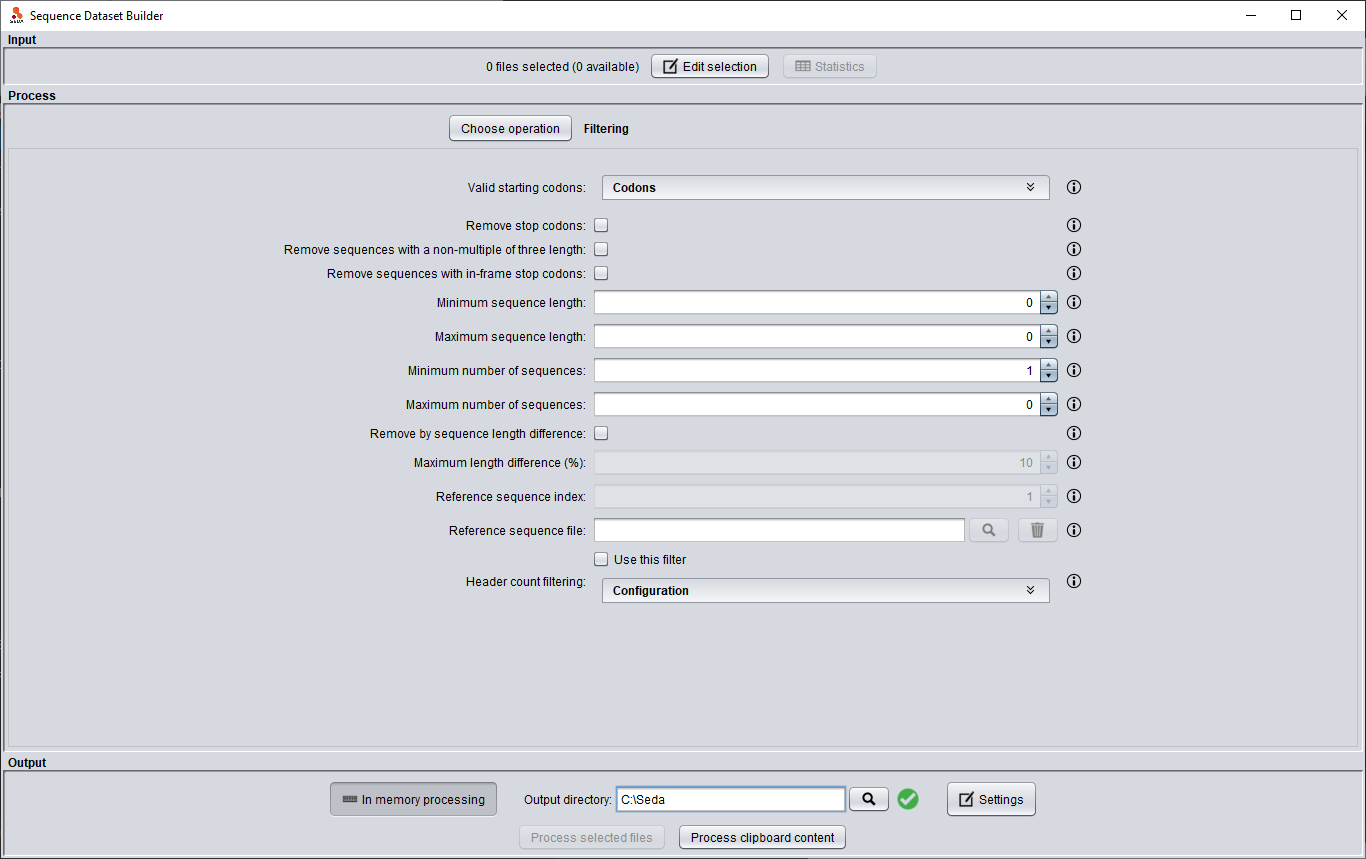 Sequence Dataset Builder
Input
0 files selected (0 available) Edit selection Statistics
Process
Choose operation Filtering
Valid starting codons: Codons
Remove stop codons:
Remove sequences with a non-multiple of three length:
Remove sequences with in-frame stop codons:
Minimum sequence length: 0
Maximum sequence length: 0
Minimum number of sequences: 1
Maximum number of sequences: 0
Remove by sequence length difference:
Maximum length difference (%): 10
Reference sequence index: 1
Reference sequence file:
Use this filter
Header count filtering: Configuration
Output
In memory processing Output directory: C:\Seda Settings
Process selected files Process clipboard content